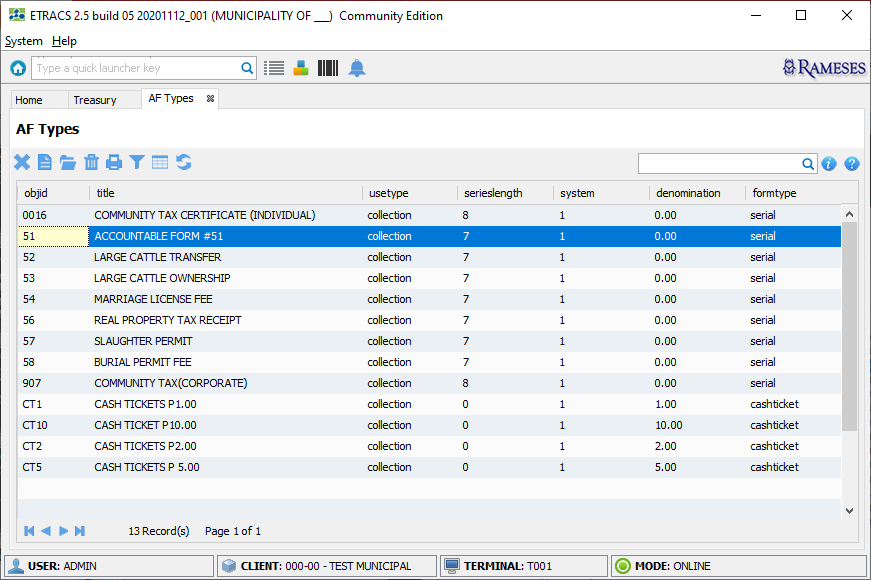 ETRACS 2.5 build 05 20201112_001 (MUNICIPALITY OF ___) Community Edition
System Help
Type a quick launcher key
RAMESES
Home Treasury AF Types
AF Types
objid title usetype serieslength system denomination formtype
0016 COMMUNITY TAX CERTIFICATE (INDIVIDUAL) collection 8 1 0.00 serial
51 ACCOUNTABLE FORM #51 collection 7 1 0.00 serial
52 LARGE CATTLE TRANSFER collection 7 1 0.00 serial
53 LARGE CATTLE OWNERSHIP collection 7 1 0.00 serial
54 MARRIAGE LICENSE FEE collection 7 1 0.00 serial
56 REAL PROPERTY TAX RECEIPT collection 7 1 0.00 serial
57 SLAUGHTER PERMIT collection 7 1 0.00 serial
58 BURIAL PERMIT FEE collection 7 1 0.00 serial
907 COMMUNITY TAX(CORPORATE) collection 8 1 0.00 serial
CT1 CASH TICKETS P1.00 collection 0 1 1.00 cashticket
CT10 CASH TICKET P10.00 collection 0 1 10.00 cashticket
CT2 CASH TICKETS P2.00 collection 0 1 2.00 cashticket
CT5 CASH TICKETS P 5.00 collection 0 1 5.00 cashticket
13 Record(s) Page 1 of 1
USER: ADMIN CLIENT: 000-00 - TEST MUNICIPAL TERMINAL: T001 MODE: ONLINE